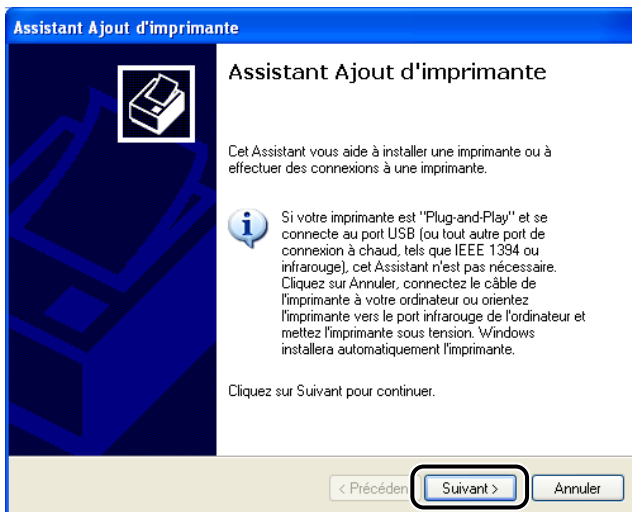 Assistant Ajout d'imprimante
Assistant Ajout d'imprimante
Cet Assistant vous aide à installer une imprimante ou à
effectuer des connexions à une imprimante.
Si votre imprimante est "Plug-and-Play" et se
connecte au port USB (ou tout autre port de
connexion à chaud, tels que IEEE 1394 ou
infrarouge), cet Assistant n'est pas nécessaire.
Cliquez sur Annuler, connectez le câble de
l'imprimante à votre ordinateur ou orientez
l'imprimante vers le port infrarouge de l'ordinateur et
mettez l'imprimante sous tension. Windows
installera automatiquement l'imprimante.
Cliquez sur Suivant pour continuer.
< Précéden Suivant > Annuler